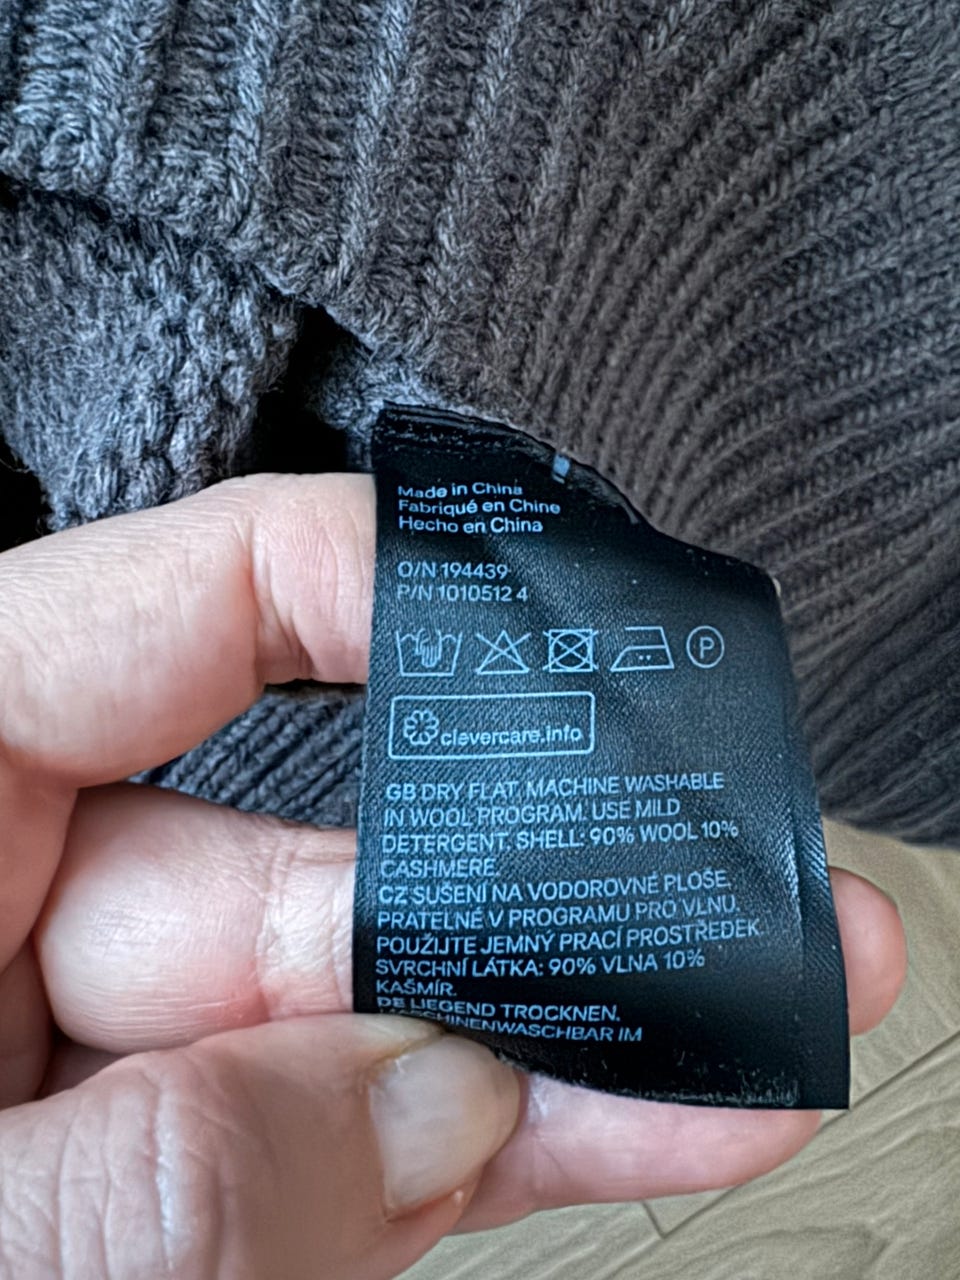 Made in China
Fabriqué en Chine
Hecho en China
O/N 194439
P/N 1010512 4
P
clevercare.info
GB DRY FLAT. MACHINE WASHABLE
IN WOOL PROGRAM. USE MILD
DETERGENT. SHELL: 90% WOOL 10%
CASHMERE.
CZ SUŠENÍ NA VODOROVNÉ PLOŠE.
PRATELNÉ V PROGRAMU PRO VLNU.
POUŽIJTE JEMNÝ PRACÍ PROSTŘEDEK.
SVRCHNÍ LÁTKA: 90% VLNA 10%
KAŠMÍR.
DE LIEGEND TROCKNEN.
MASCHINENWASCHBAR IM